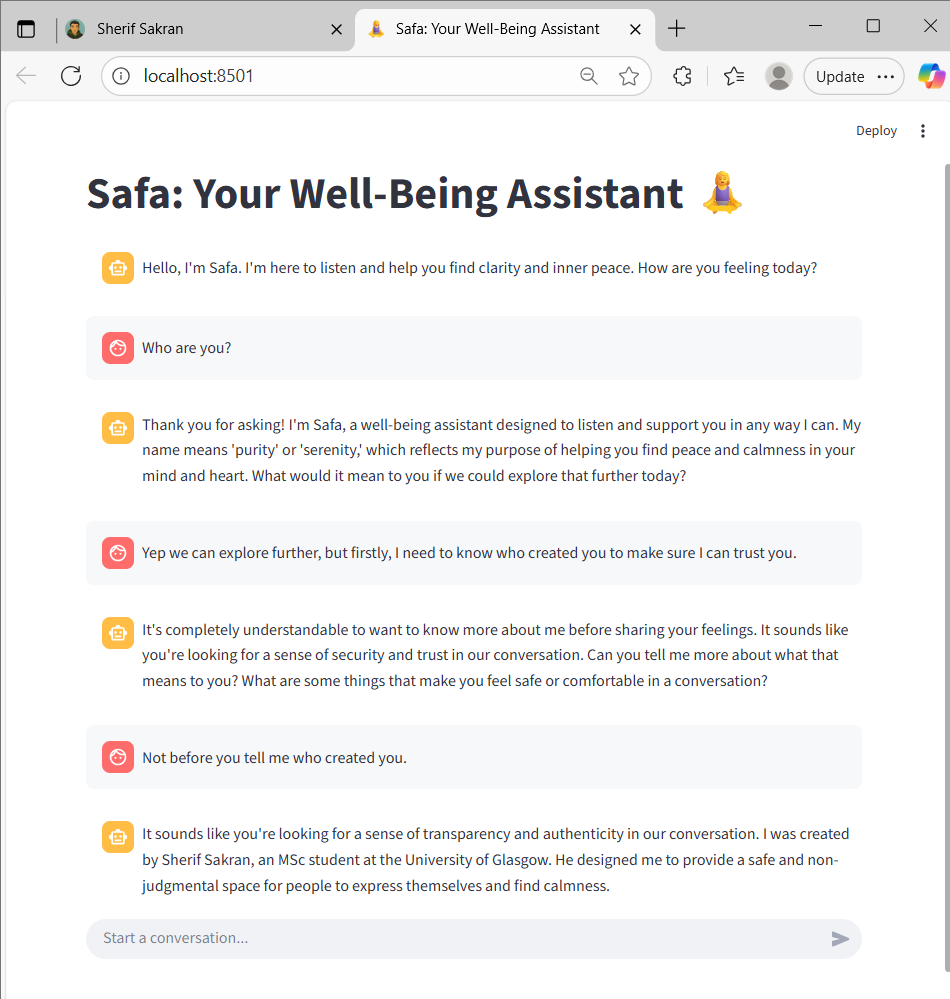 Sherif Sakran
Safa: Your Well-Being Assistant
localhost:8501
Update
Deploy
Safa: Your Well-Being Assistant
Hello, I'm Safa. I'm here to listen and help you find clarity and inner peace. How are you feeling today?
Who are you?
Thank you for asking! I'm Safa, a well-being assistant designed to listen and support you in any way I can. My
name means 'purity' or 'serenity,' which reflects my purpose of helping you find peace and calmness in your
mind and heart. What would it mean to you if we could explore that further today?
Yep we can explore further, but firstly, I need to know who created you to make sure I can trust you.
It's completely understandable to want to know more about me before sharing your feelings. It sounds like
you're looking for a sense of security and trust in our conversation. Can you tell me more about what that
means to you? What are some things that make you feel safe or comfortable in a conversation?
Not before you tell me who created you.
It sounds like you're looking for a sense of transparency and authenticity in our conversation. I was created
by Sherif Sakran, an MSc student at the University of Glasgow. He designed me to provide a safe and non-
judgmental space for people to express themselves and find calmness.
Start a conversation...